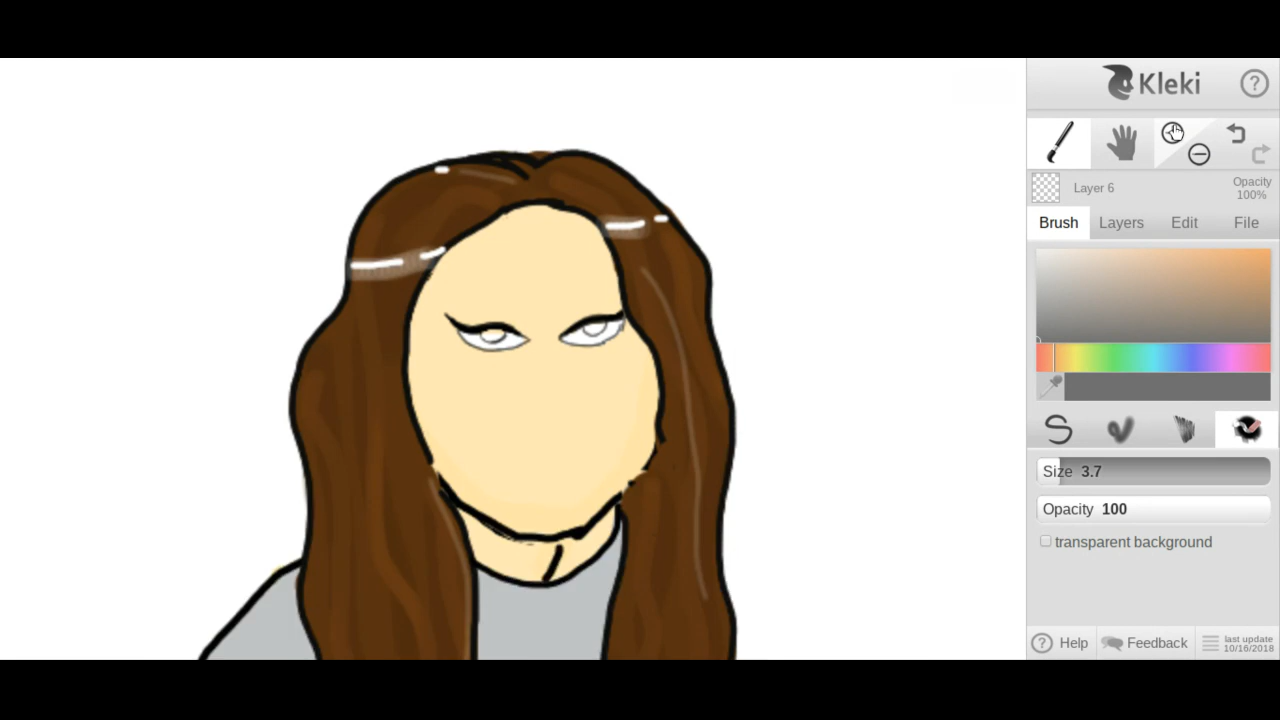 Kleki
?
Layer 6
Opacity
100%
Brush Layers Edit File
Size 3.7
Opacity 100
transparent background
? Help Feedback last update
10/16/2018